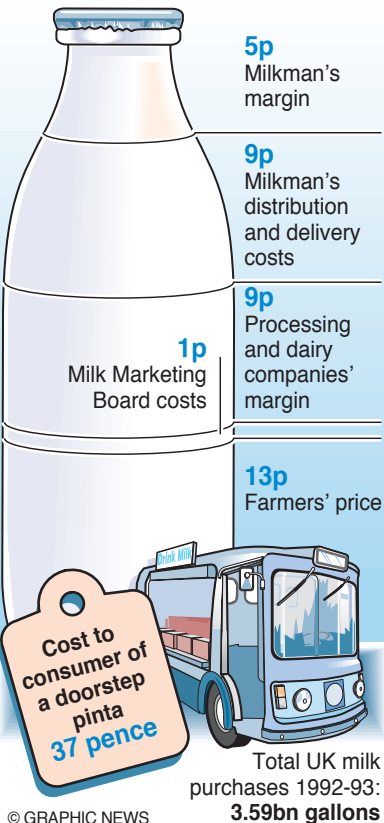 5p
Milkman's
margin
9p
Milkman's
distribution
and delivery
costs
9p
Processing
and dairy
companies'
margin
1p
Milk Marketing
Board costs
13p
Farmers' price
Drink Milk
Cost to
consumer of
a doorstep
pinta
37 pence
Total UK milk
purchases 1992-93:
3.59bn gallons
© GRAPHIC NEWS